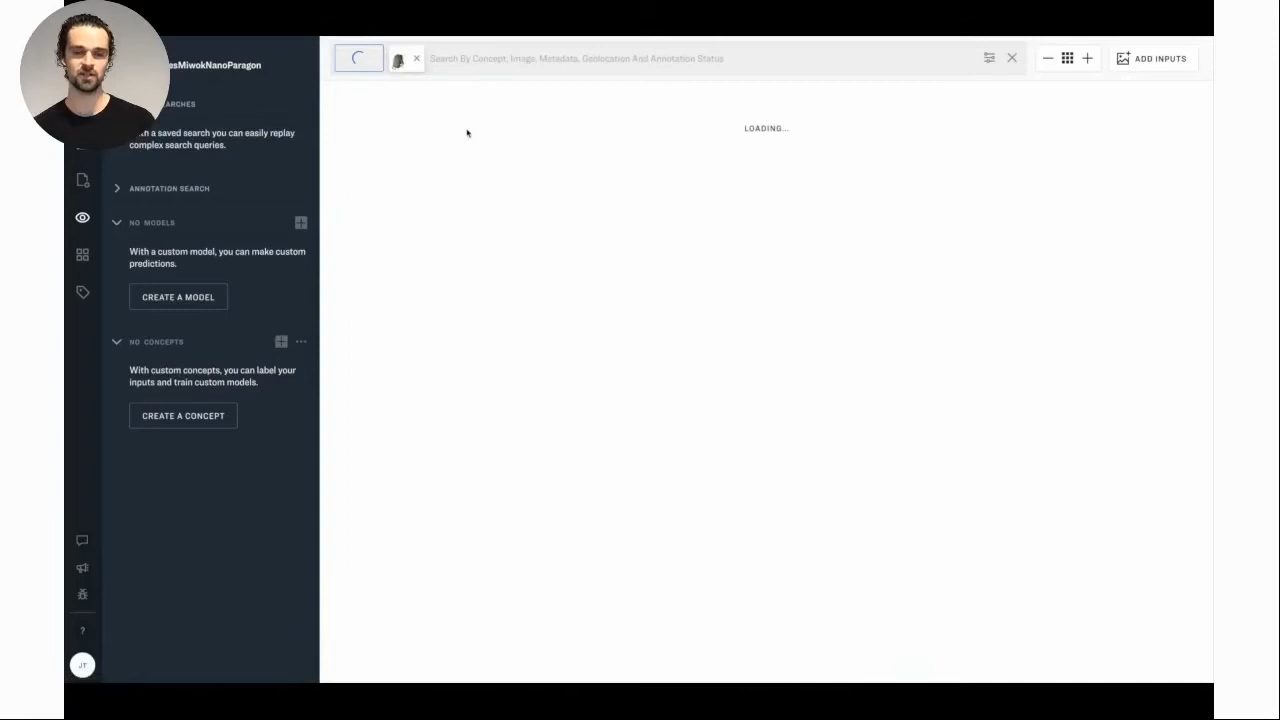 esMiwokNanoParagon
Search By Concept, Image, Metadata, Geolocation And Annotation Status
ADD INPUTS
ARCHES
a saved search you can easily replay
complex search queries.
LOADING...
ANNOTATION SEARCH
NO MODELS
With a custom model, you can make custom
predictions.
CREATE A MODEL
NO CONCEPTS
With custom concepts, you can label your
inputs and train custom models.
CREATE A CONCEPT
?
JT